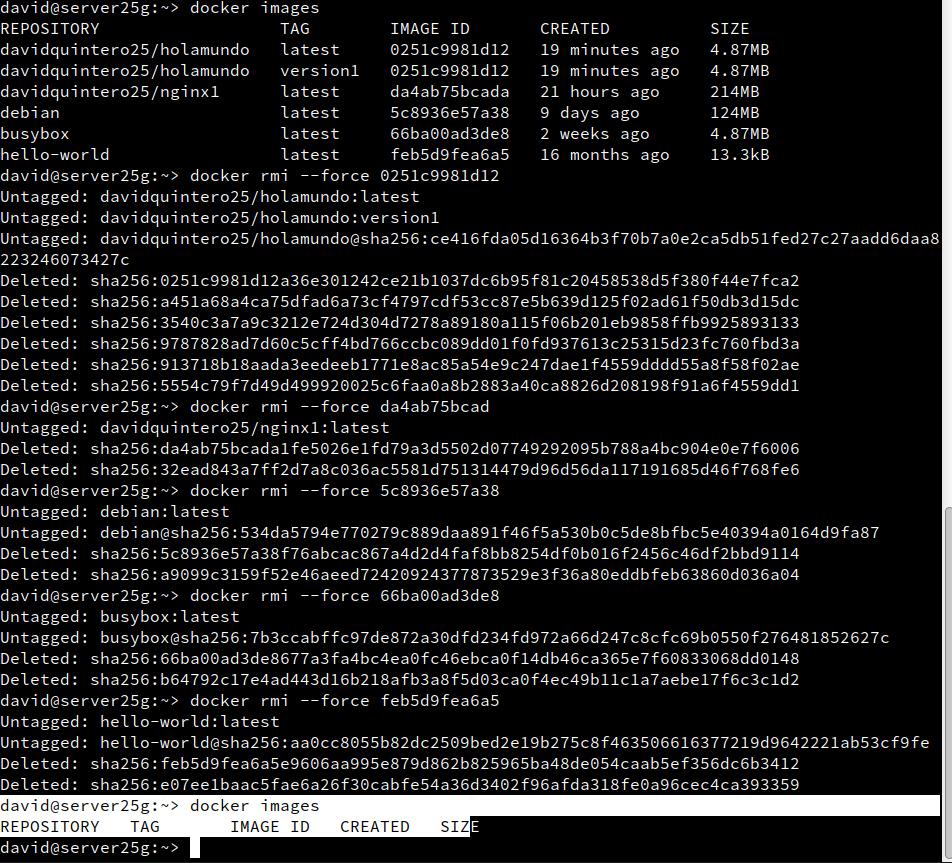 david@server25g:~> docker images
REPOSITORY                 TAG        IMAGE ID       CREATED          SIZE
davidquintero25/holamundo   latest     0251c9981d12   19 minutes ago   4.87MB
davidquintero25/holamundo   version1   0251c9981d12   19 minutes ago   4.87MB
davidquintero25/nginx1      latest     da4ab75bcada   21 hours ago     214MB
debian                      latest     5c8936e57a38   9 days ago       124MB
busybox                     latest     66ba00ad3de8   2 weeks ago      4.87MB
hello-world                 latest     feb5d9fea6a5   16 months ago    13.3kB
david@server25g:~> docker rmi --force 0251c9981d12
Untagged: davidquintero25/holamundo:latest
Untagged: davidquintero25/holamundo:version1
Untagged: davidquintero25/holamundo@sha256:ce416fda05d16364b3f70b7a0e2ca5db51fed27c27aadd6daa8
223246073427c
Deleted: sha256:0251c9981d12a36e301242ce21b1037dc6b95f81c20458538d5f380f44e7fca2
Deleted: sha256:a451a68a4ca75dfad6a73cf4797cdf53cc87e5b639d125f02ad61f50db3d15dc
Deleted: sha256:3540c3a7a9c3212e724d304d7278a89180a115f06b201eb9858ffb9925893133
Deleted: sha256:9787828ad7d60c5cff4bd766ccbc089dd01f0fd937613c25315d23fc760fbd3a
Deleted: sha256:913718b18aada3eedeeb1771e8ac85a54e9c247dae1f4559dddd55a8f58f02ae
Deleted: sha256:5554c79f7d49d499920025c6faa0a8b2883a40ca8826d208198f91a6f4559dd1
david@server25g:~> docker rmi --force da4ab75bcad
Untagged: davidquintero25/nginx1:latest
Deleted: sha256:da4ab75bcada1fe5026e1fd79a3d5502d07749292095b788a4bc904e0e7f6006
Deleted: sha256:32ead843a7ff2d7a8c036ac5581d751314479d96d56da117191685d46f768fe6
david@server25g:~> docker rmi --force 5c8936e57a38
Untagged: debian:latest
Untagged: debian@sha256:534da5794e770279c889daa891f46f5a530b0c5de8bfbc5e40394a0164d9fa87
Deleted: sha256:5c8936e57a38f76abcac867a4d2d4faf8bb8254df0b016f2456c46df2bbd9114
Deleted: sha256:a9099c3159f52e46aeed72420924377873529e3f36a80eddbfeb63860d036a04
david@server25g:~> docker rmi --force 66ba00ad3de8
Untagged: busybox:latest
Untagged: busybox@sha256:7b3ccabffc97de872a30dfd234fd972a66d247c8cfc69b0550f276481852627c
Deleted: sha256:66ba00ad3de8677a3fa4bc4ea0fc46ebca0f14db46ca365e7f60833068dd0148
Deleted: sha256:b64792c17e4ad443d16b218afb3a8f5d03ca0f4ec49b11c1a7aebe17f6c3c1d2
david@server25g:~> docker rmi --force feb5d9fea6a5
Untagged: hello-world:latest
Untagged: hello-world@sha256:aa0cc8055b82dc2509bed2e19b275c8f463506616377219d9642221ab53cf9fe
Deleted: sha256:feb5d9fea6a5e9606aa995e879d862b825965ba48de054caab5ef356dc6b3412
Deleted: sha256:e07ee1baac5fae6a26f30cabfe54a36d3402f96afda318fe0a96cec4ca393359
david@server25g:~> docker images
REPOSITORY   TAG       IMAGE ID   CREATED   SIZE
david@server25g:~>